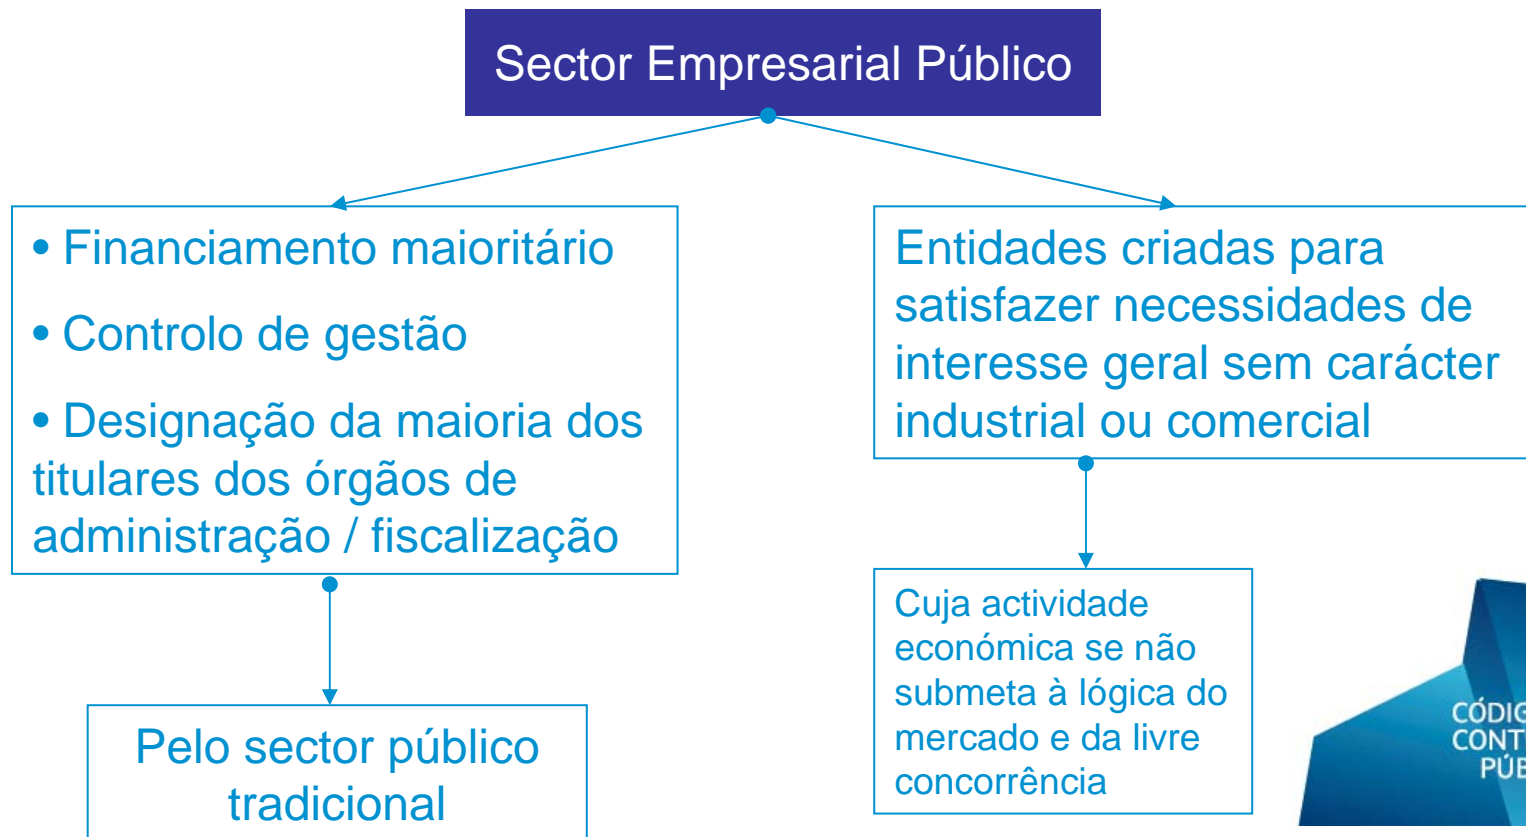 Sector Empresarial Público
• Financiamento maioritário
• Controlo de gestão
• Designação da maioria dos
titulares dos órgãos de
administração / fiscalização
Pelo sector público
tradicional
Entidades criadas para
satisfazer necessidades de
interesse geral sem carácter
industrial ou comercial
Cuja actividade
económica se não
submeta à lógica do
mercado e da livre
concorrência